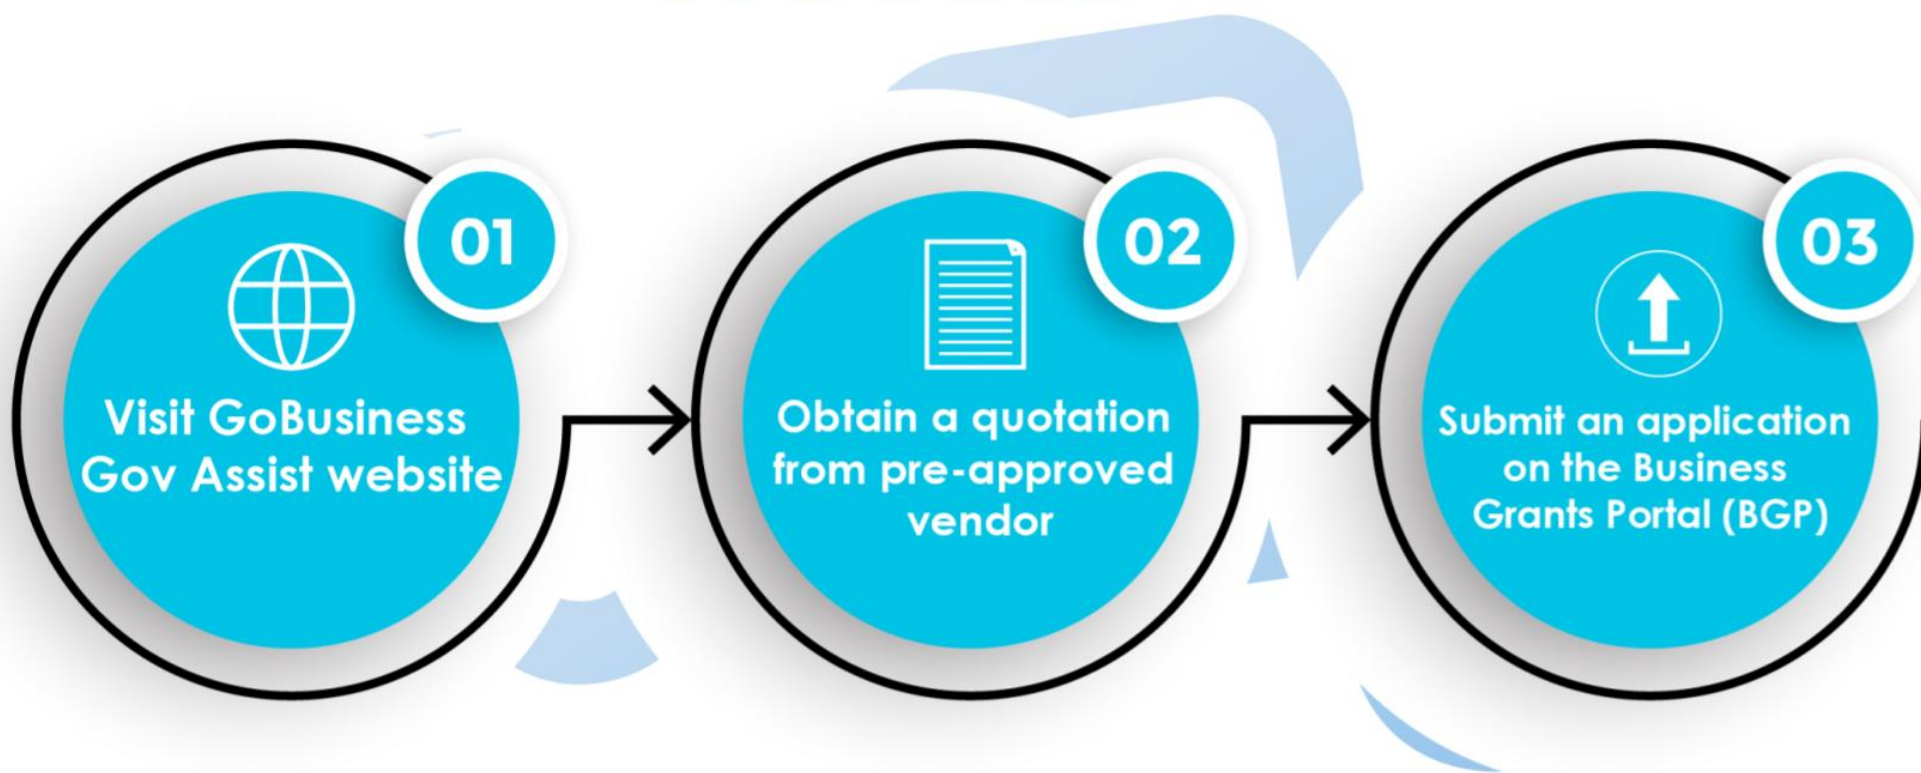 01
Visit GoBusiness
Gov Assist website
02
Obtain a quotation
from pre-approved
vendor
03
Submit an application
on the Business
Grants Portal (BGP)